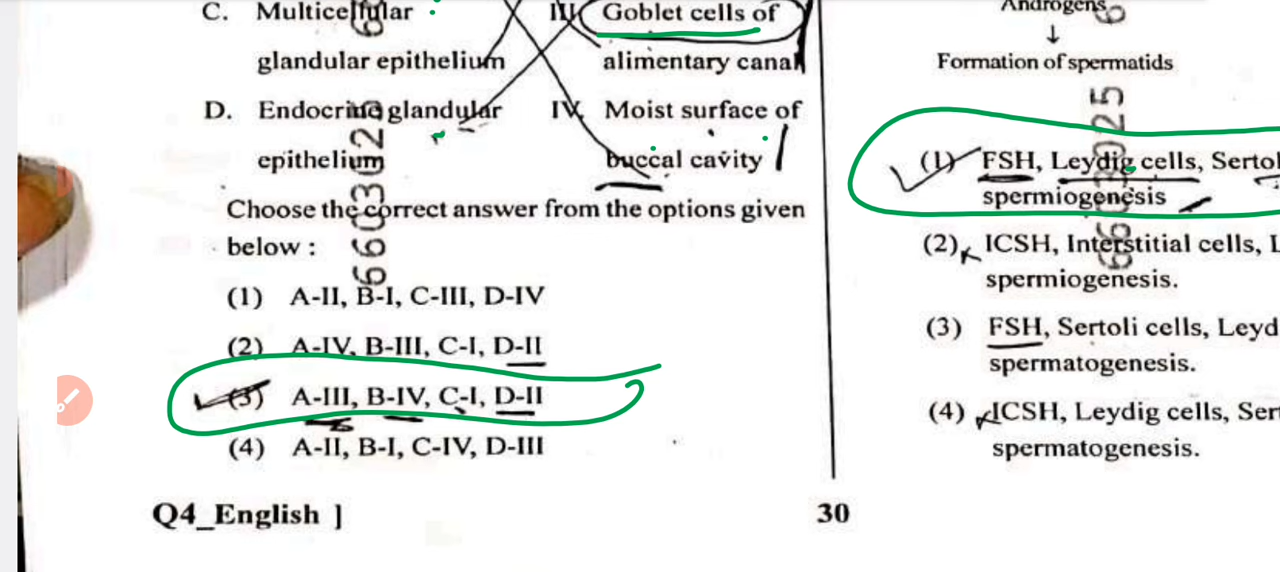 C. Multicellular III. Goblet cells of
glandular epithelium alimentary canal
D. Endocrine glandular IV. Moist surface of
epithelium buccal cavity
Choose the correct answer from the options given
below :
(1) A-II, B-I, C-III, D-IV
(2) A-IV, B-III, C-I, D-II
(3) A-III, B-IV, C-I, D-II
(4) A-II, B-I, C-IV, D-III
Q4_English ]
30
Androgens
↓
Formation of spermatids
(1) FSH, Leydig cells,
spermiogenesis
(2) ICSH, Interstitial cells,
spermiogenesis.
(3) FSH, Sertoli cells,
spermatogenesis.
(4) ICSH, Leydig cells,
spermatogenesis.